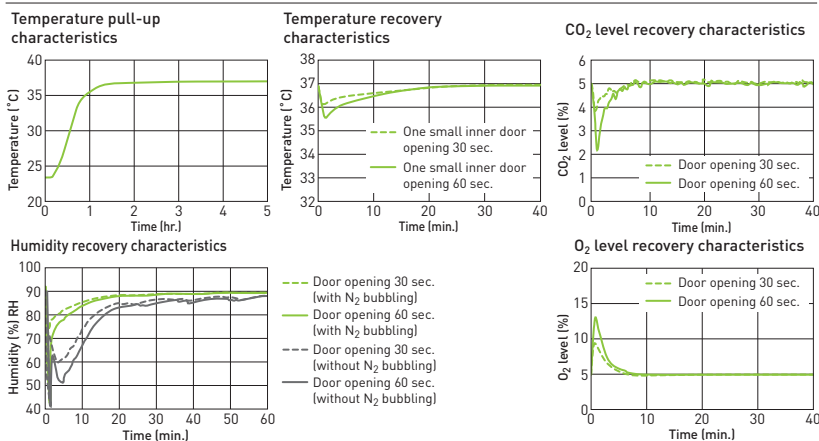 Temperature pull-up
characteristics
40
35
30
25
20
0
1
2
3
4
5
Temperature (°C)
Time (hr.)
Temperature recovery
characteristics
38
37
36
35
34
33
32
0
10
20
30
40
Temperature (°C)
One small inner door
opening 30 sec.
One small inner door
opening 60 sec.
Time (min.)
CO₂ level recovery characteristics
6
5
4
3
2
1
0
0
10
20
30
40
CO₂ level (%)
Door opening 30 sec.
Door opening 60 sec.
Time (min.)
Humidity recovery characteristics
100
90
80
70
60
50
40
0
10
20
30
40
50
60
Humidity (%) RH
Time (min.)
Door opening 30 sec.
(with N₂ bubbling)
Door opening 60 sec.
(with N₂ bubbling)
Door opening 30 sec.
(without N₂ bubbling)
Door opening 60 sec.
(without N₂ bubbling)
O₂ level recovery characteristics
20
15
10
5
0
0
10
20
30
40
O₂ level (%)
Door opening 30 sec.
Door opening 60 sec.
Time (min.)